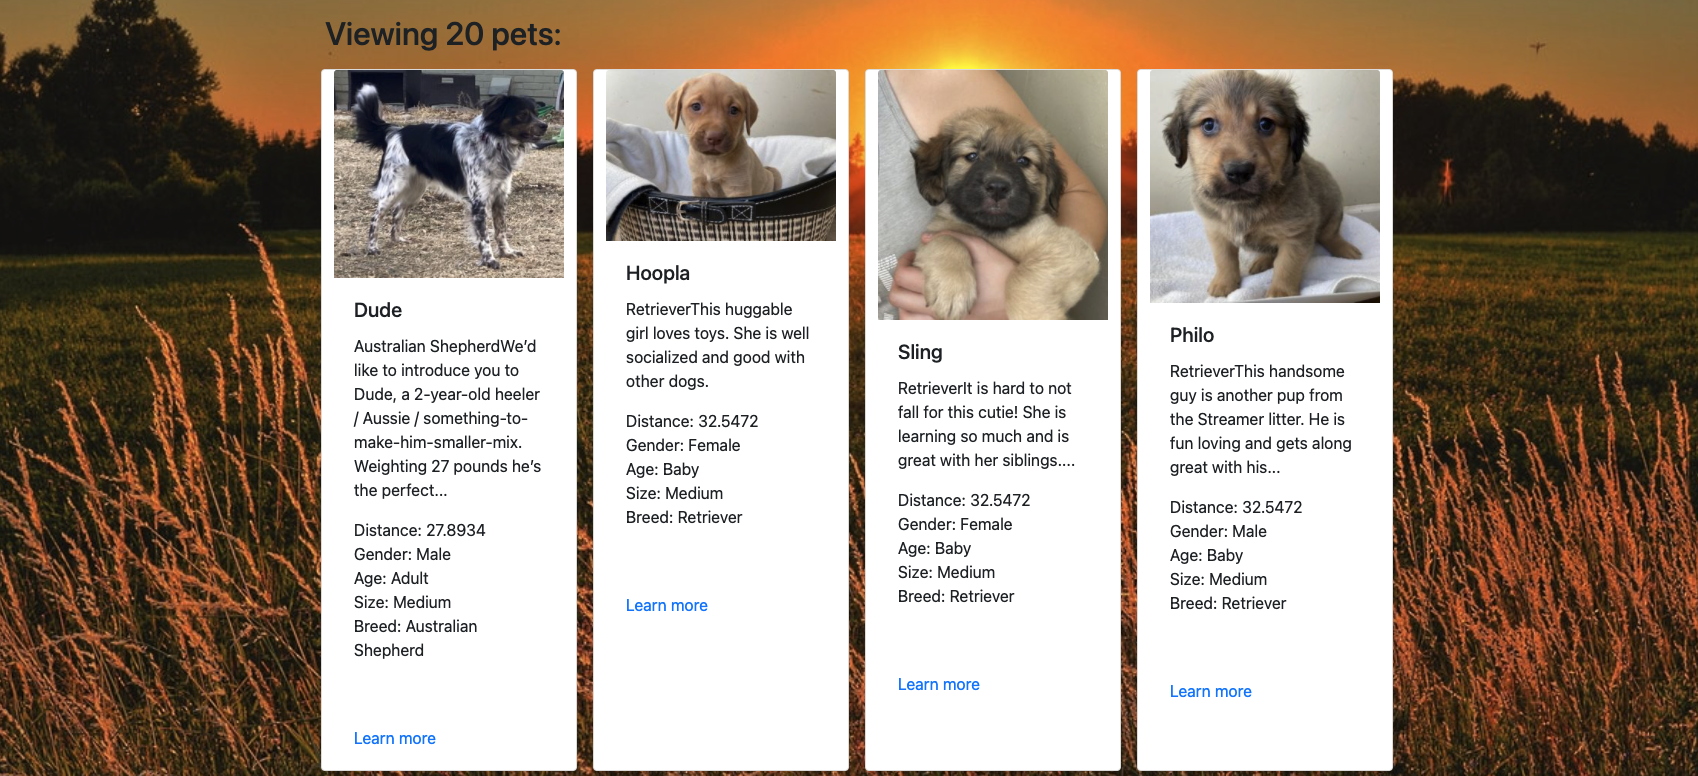 Viewing 20 pets:
Dude
Australian ShepherdWe’d
like to introduce you to
Dude, a 2-year-old heeler
/ Aussie / something-to-
make-him-smaller-mix.
Weighting 27 pounds he’s
the perfect...
Distance: 27.8934
Gender: Male
Age: Adult
Size: Medium
Breed: Australian
Shepherd
Learn more
Hoopla
RetrieverThis huggable
girl loves toys. She is well
socialized and good with
other dogs.
Distance: 32.5472
Gender: Female
Age: Baby
Size: Medium
Breed: Retriever
Learn more
Sling
RetrieverIt is hard to not
fall for this cutie! She is
learning so much and is
great with her siblings....
Distance: 32.5472
Gender: Female
Age: Baby
Size: Medium
Breed: Retriever
Learn more
Philo
RetrieverThis handsome
guy is another pup from
the Streamer litter. He is
fun loving and gets along
great with his...
Distance: 32.5472
Gender: Male
Age: Baby
Size: Medium
Breed: Retriever
Learn more